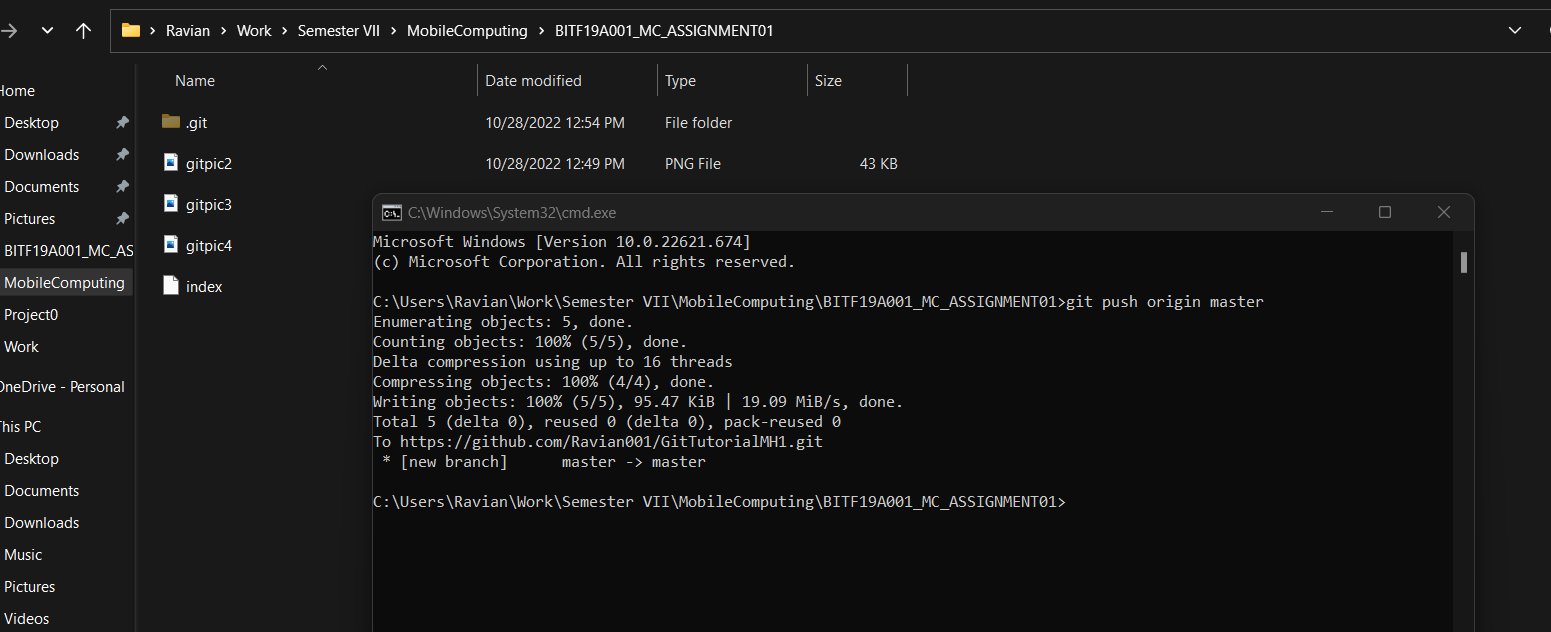 Ravian > Work > Semester VII > MobileComputing > BITF19A001_MC_ASSIGNMENT01
Name Date modified Type Size
Home
Desktop
Downloads
Documents
Pictures
BITF19A001_MC_AS
MobileComputing
Project0
Work
OneDrive - Personal
This PC
Desktop
Documents
Downloads
Music
Pictures
Videos
.git 10/28/2022 12:54 PM File folder
gitpic2 10/28/2022 12:49 PM PNG File 43 KB
gitpic3
gitpic4
index
C:\Windows\System32\cmd.exe
Microsoft Windows [Version 10.0.22621.674]
(c) Microsoft Corporation. All rights reserved.
C:\Users\Ravian\Work\Semester VII\MobileComputing\BITF19A001_MC_ASSIGNMENT01>git push origin master
Enumerating objects: 5, done.
Counting objects: 100% (5/5), done.
Delta compression using up to 16 threads
Compressing objects: 100% (4/4), done.
Writing objects: 100% (5/5), 95.47 KiB | 19.09 MiB/s, done.
Total 5 (delta 0), reused 0 (delta 0), pack-reused 0
To https://github.com/Ravian001/GitTutorialMH1.git
 * [new branch]      master -> master
C:\Users\Ravian\Work\Semester VII\MobileComputing\BITF19A001_MC_ASSIGNMENT01>